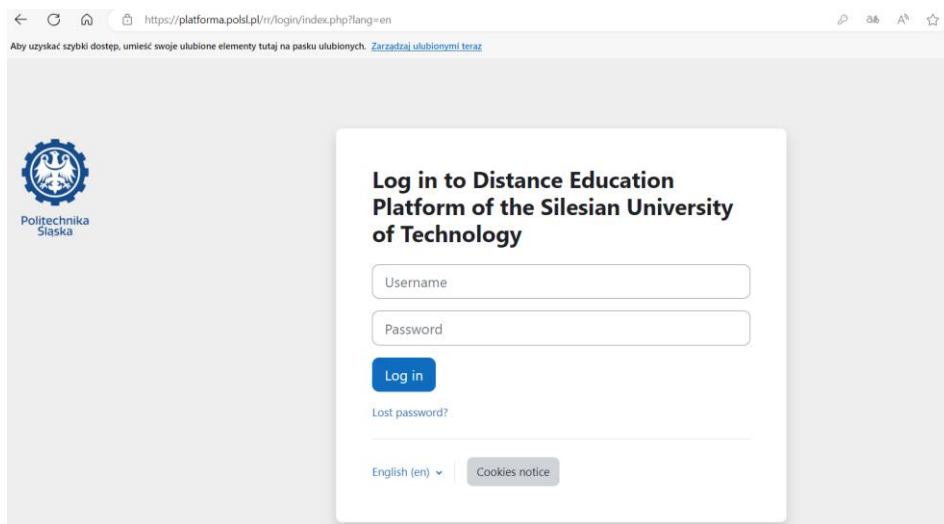 https://platforma.polsl.pl/rr/login/index.php?lang=en
Aby uzyskać szybki dostęp, umieść swoje ulubione elementy tutaj na pasku ulubionych. Zarządzaj ulubionymi teraz
Politechnika
Śląska
Log in to Distance Education
Platform of the Silesian University
of Technology
Username
Password
Log in
Lost password?
English (en)
Cookies notice